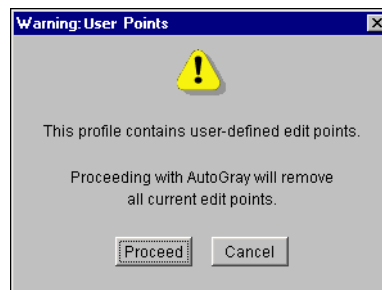 Warning: User Points
This profile contains user-defined edit points.
Proceeding with AutoGray will remove
all current edit points.
Proceed
Cancel